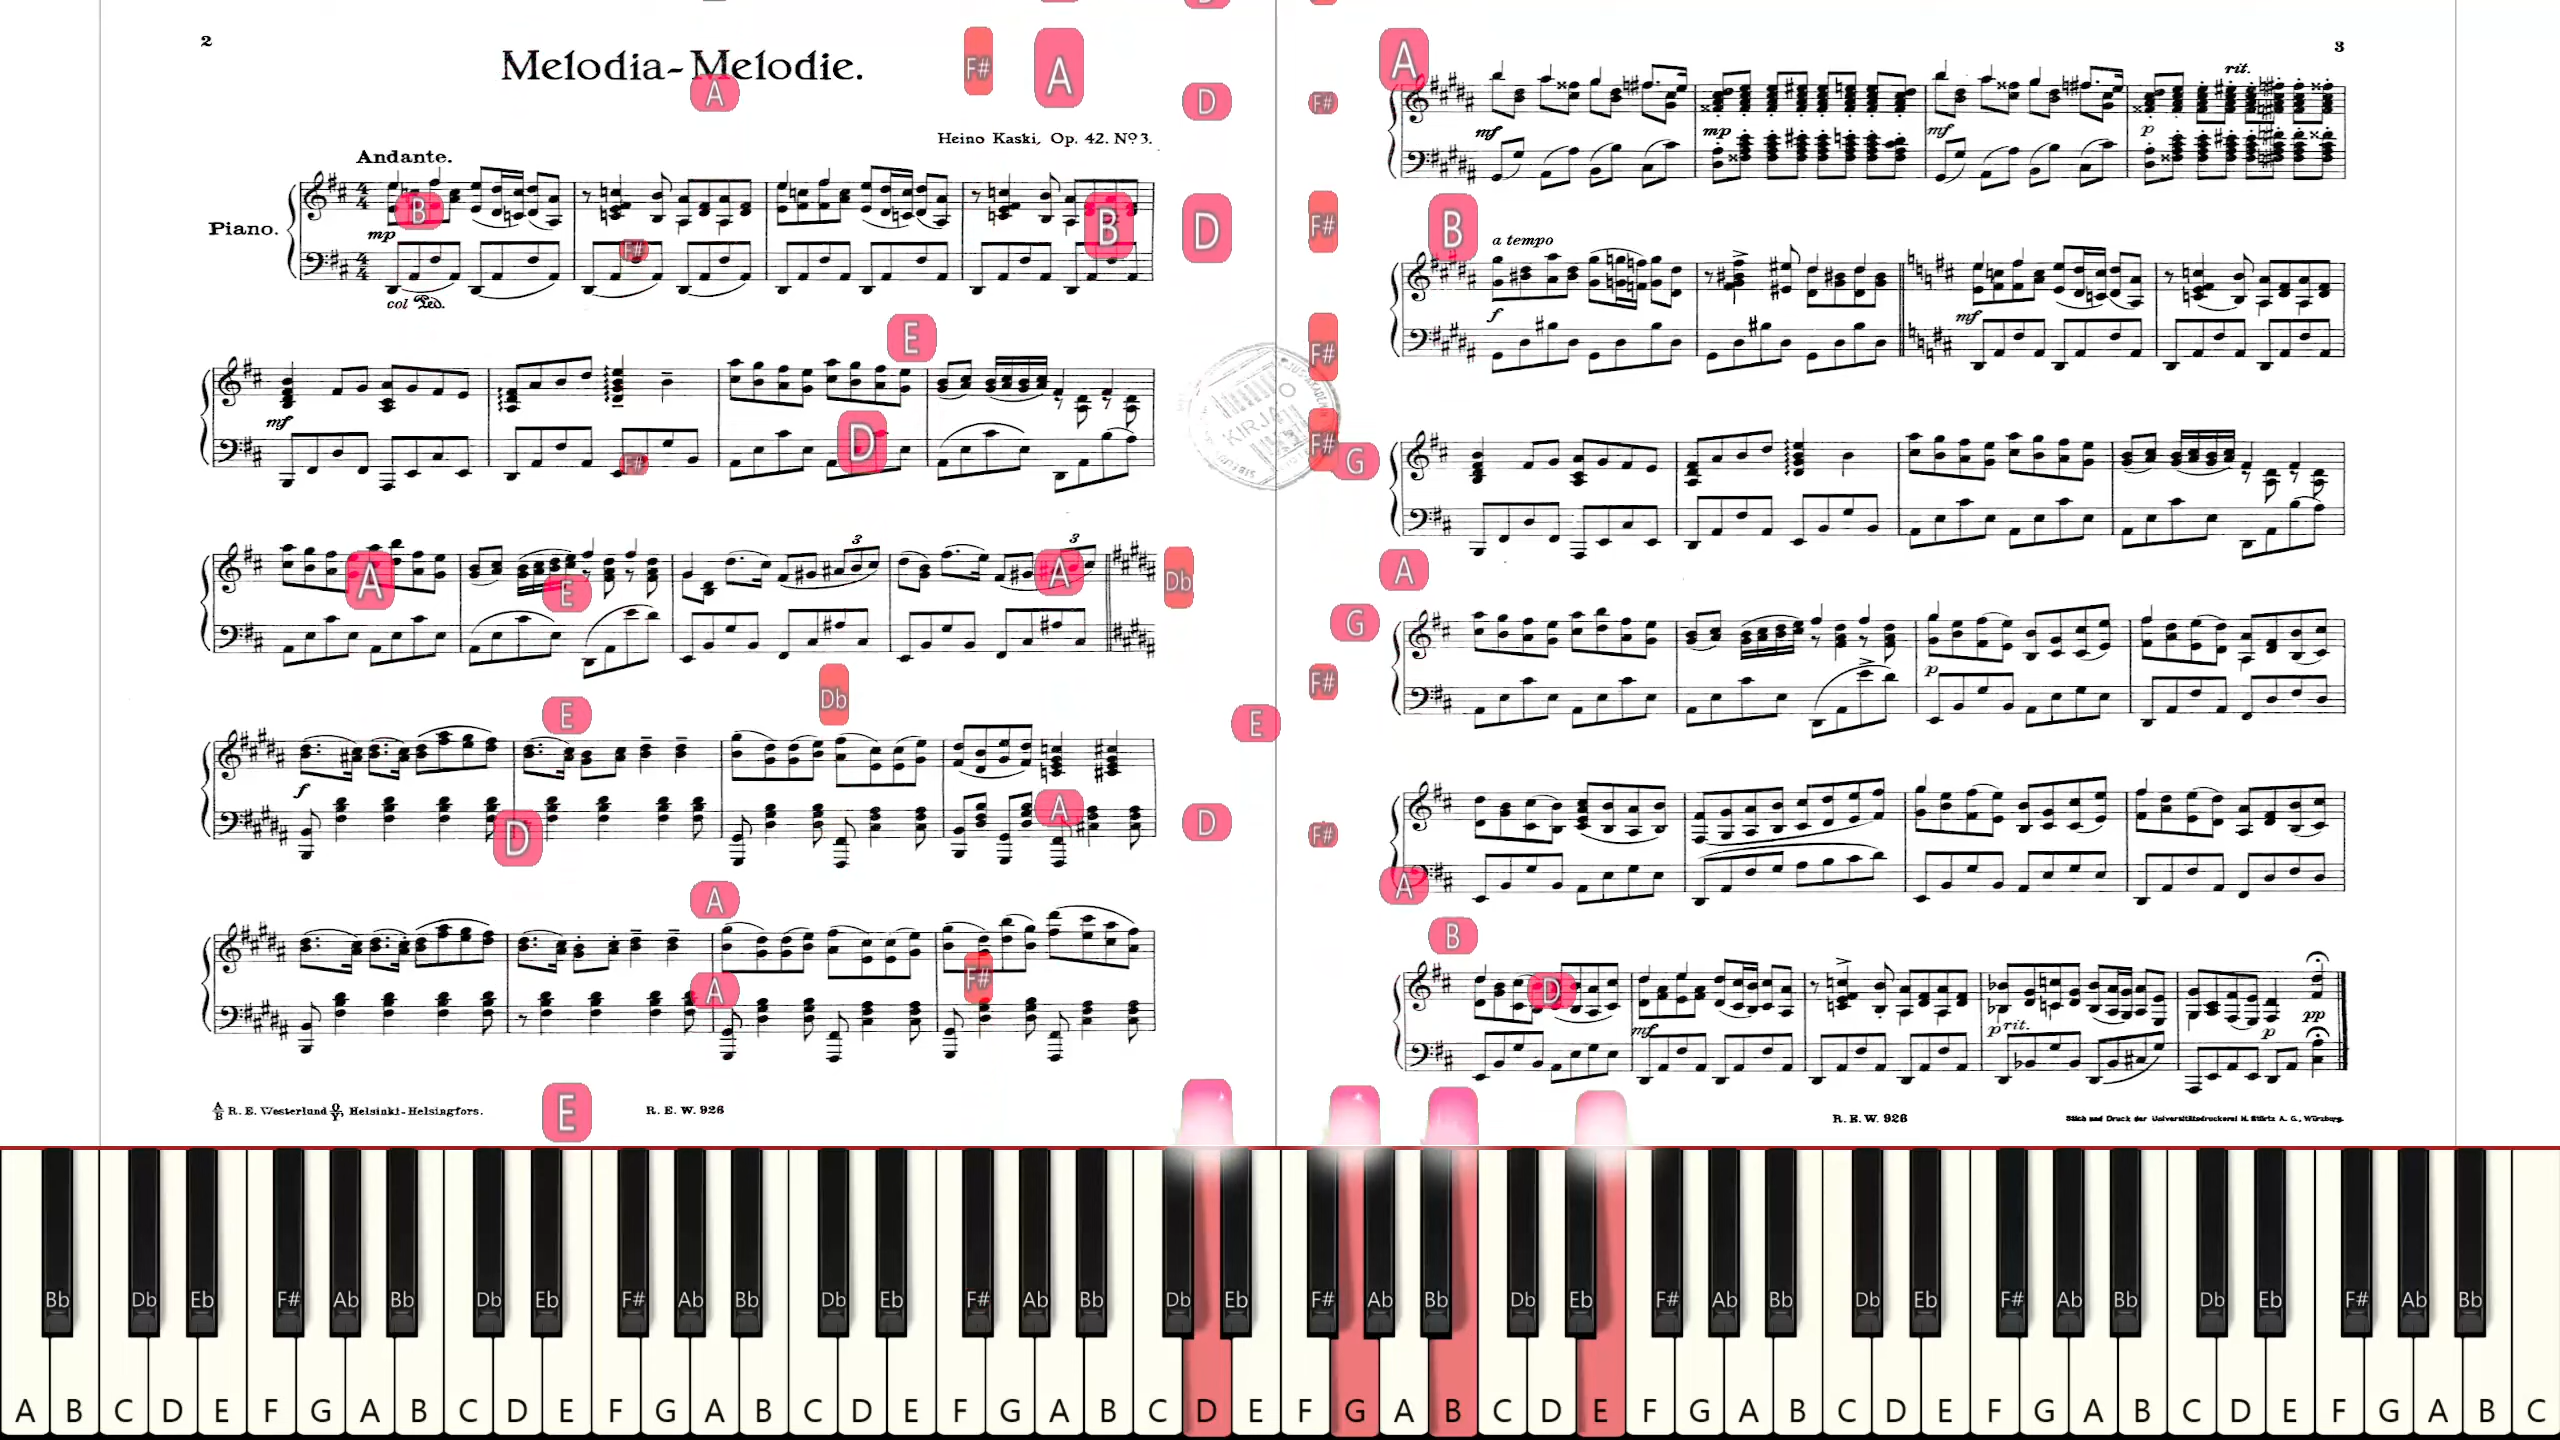 2
Melodia-Melodie.
Heino Kaski, Op. 42. No 3.
Andante.
Piano.
mp
col Ped.
mf
3
3
f
A/B R. E. Westerlund O/Y, Helsinki-Helsingfors.
R. E. W. 926
3
rit.
mf
mp
mf
p
a tempo
f
mf
p
mf
p rit.
p
pp
R. E. W. 926
Stich und Druck der Universitätsdruckerei H. Stürtz A. G., Würzburg.
KIRJA
F# A
A D F# A
B B D F# B
F#
E F#
D F# G
F#
A E A Db A
G
Db F#
E E
D A D F#
A A
B
A F# D
E
Bb Db Eb F# Ab Bb Db Eb F# Ab Bb Db Eb F# Ab Bb Db Eb F# Ab Bb Db Eb F# Ab Bb Db Eb F# Ab Bb Db Eb F# Ab Bb
A B C D E F G A B C D E F G A B C D E F G A B C D E F G A B C D E F G A B C D E F G A B C D E F G A B C